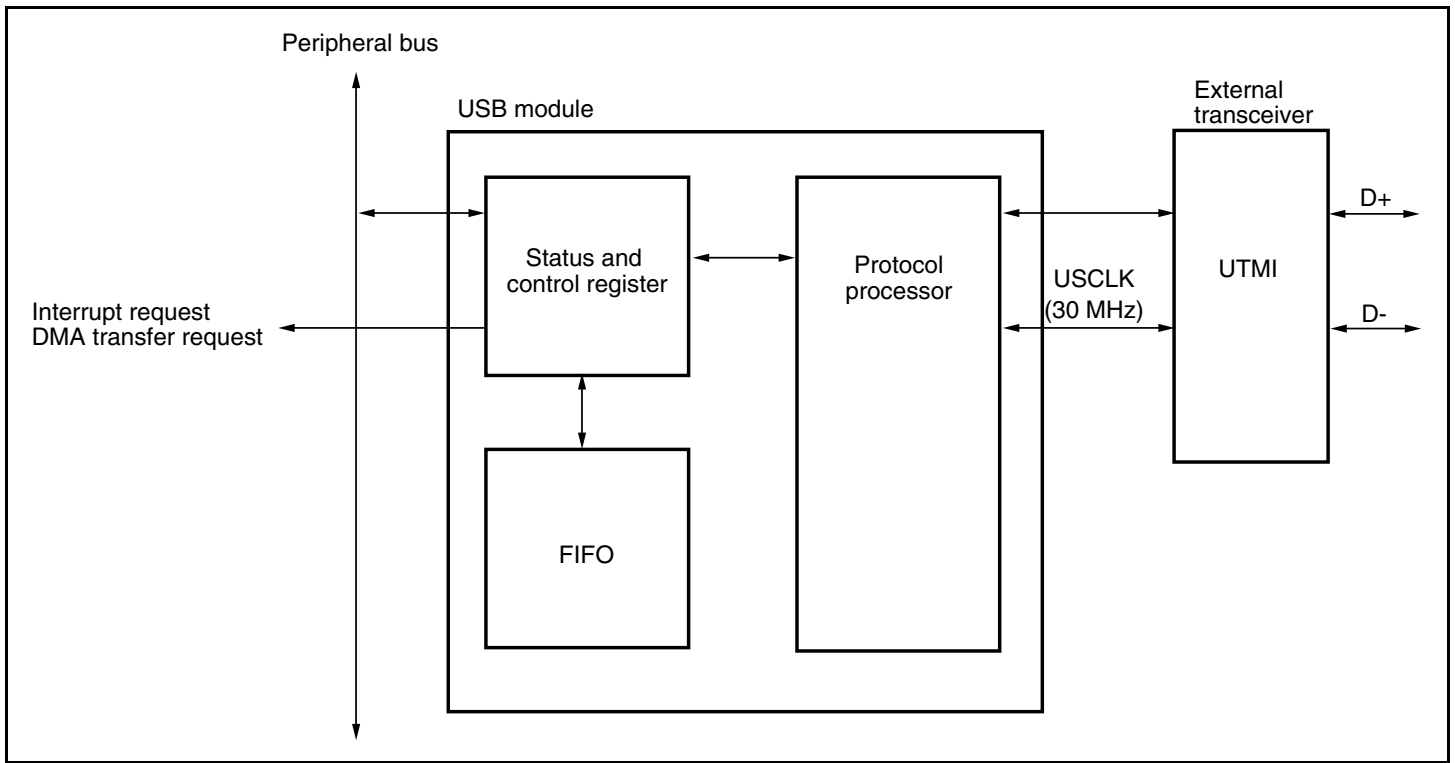 Peripheral bus
USB module
External
transceiver
Status and
control register
Protocol
processor
UTMI
D+
D-
USCLK
(30 MHz)
Interrupt request
DMA transfer request
FIFO